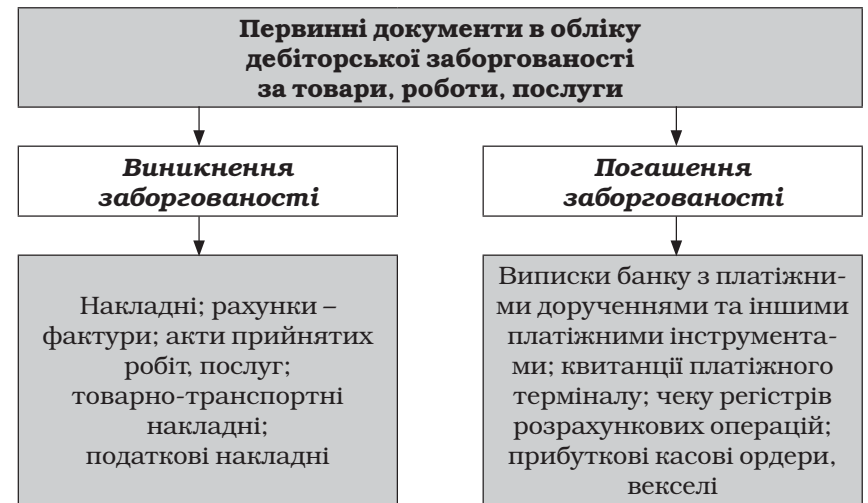 Первинні документи в обліку
дебіторської заборгованості
за товари, роботи, послуги
Виникнення
заборгованості
Погашення
заборгованості
Накладні; рахунки –
фактури; акти прийнятих
робіт, послуг;
товарно-транспортні
накладні;
податкові накладні
Виписки банку з платіжни-
ми дорученнями та іншими
платіжними інструмента-
ми; квитанції платіжного
терміналу; чеку регістрів
розрахункових операцій;
прибуткові касові ордери,
векселі